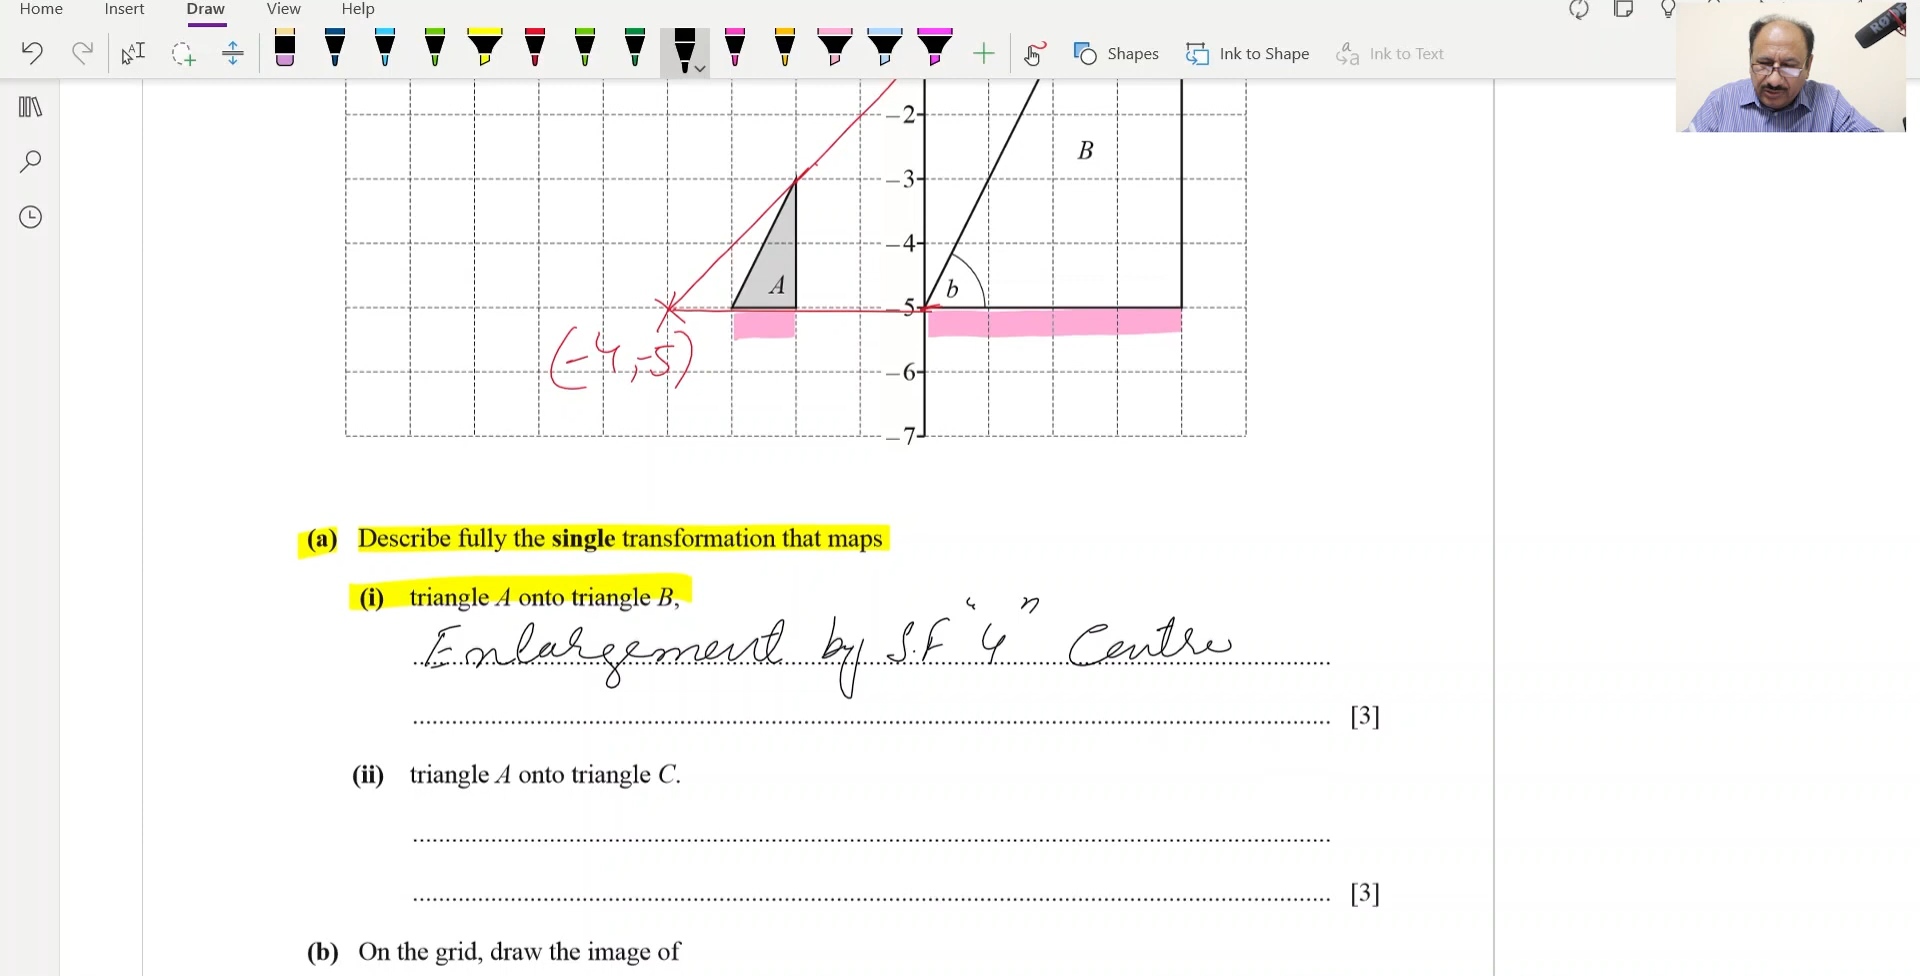 Home Insert Draw View Help
Shapes Ink to Shape Ink to Text
-2
B
-3
-4
A
b
-5
(-4,-5)
-6
-7
(a) Describe fully the single transformation that maps
(i) triangle A onto triangle B,
Enlargement by S.F "4" Centre
[3]
(ii) triangle A onto triangle C.
[3]
(b) On the grid, draw the image of